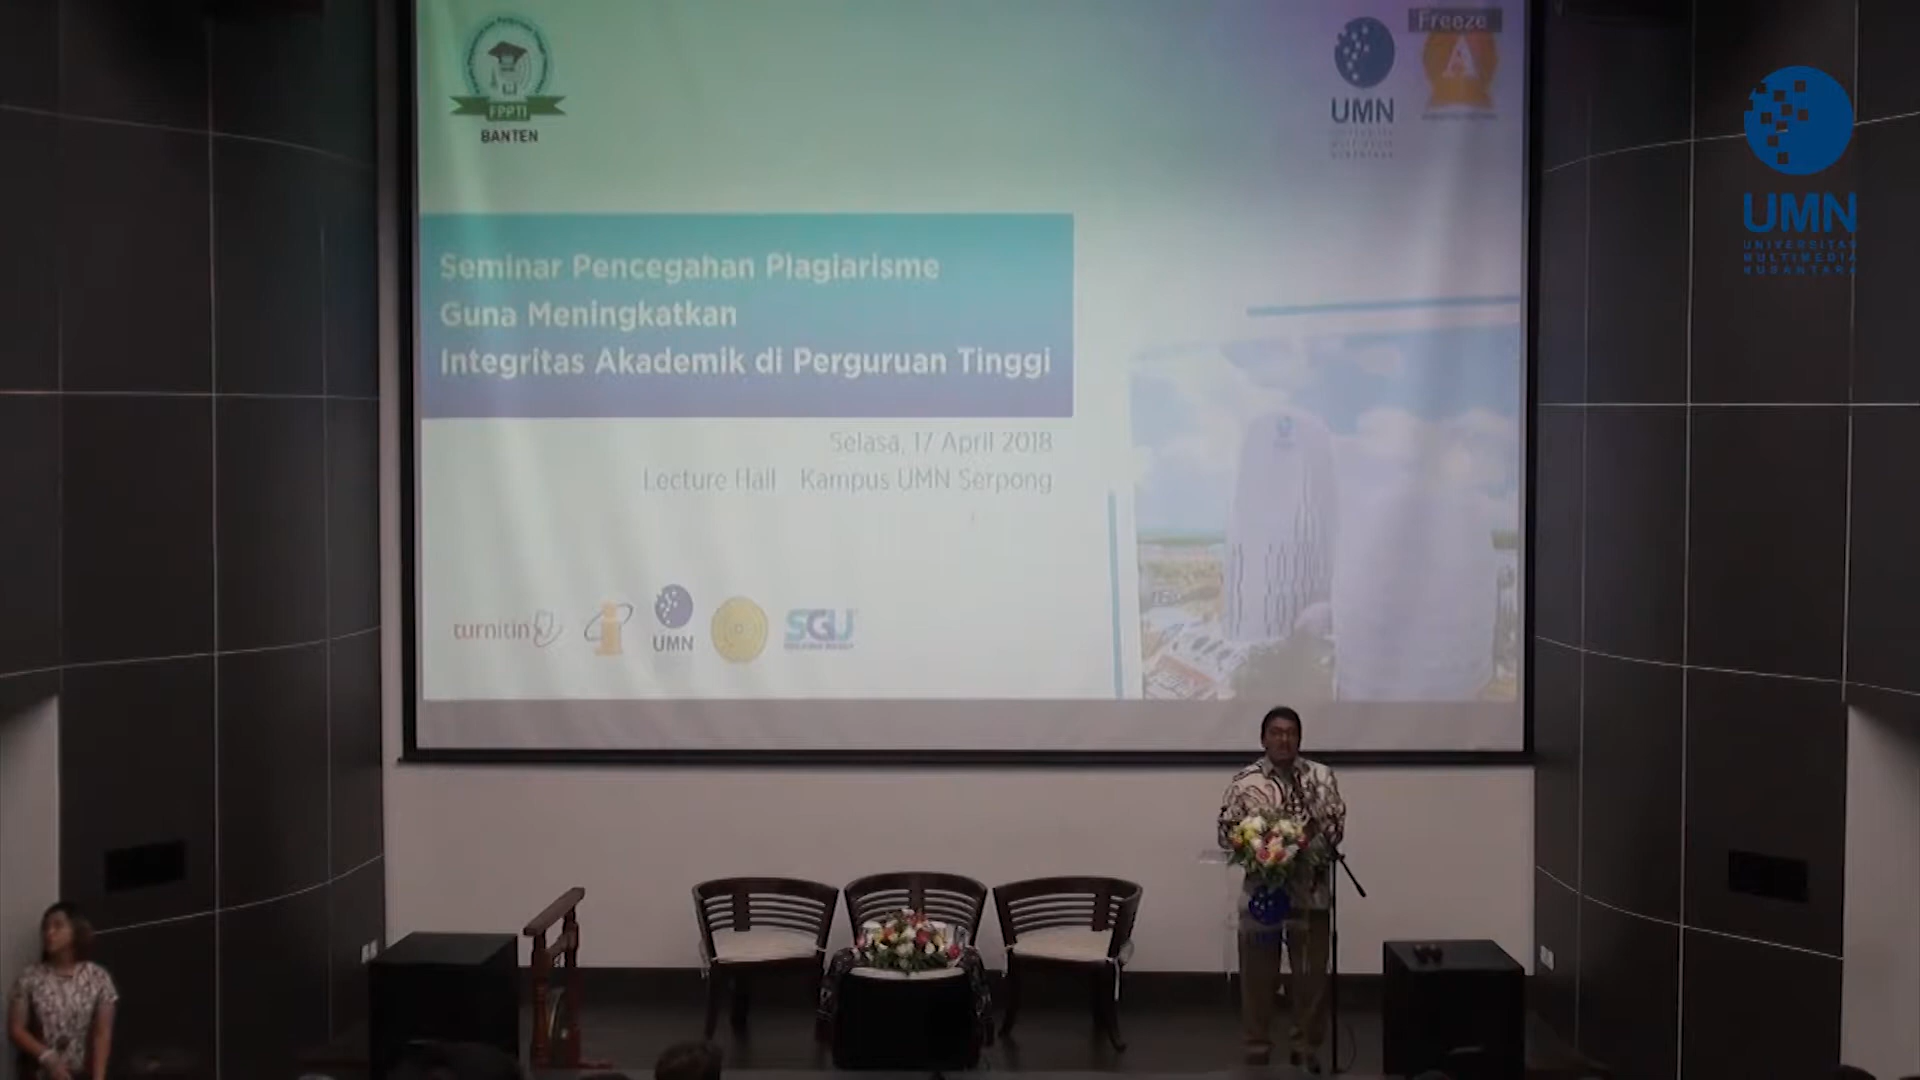 FPPTI
BANTEN
UMN
Freeze
A
Seminar Pencegahan Plagiarisme
Guna Meningkatkan
Integritas Akademik di Perguruan Tinggi
Selasa, 17 April 2018
Lecture Hall Kampus UMN Serpong
turnitin
UMN
SGU
UMN
UNIVERSITAS
MULTIMEDIA
NUSANTARA